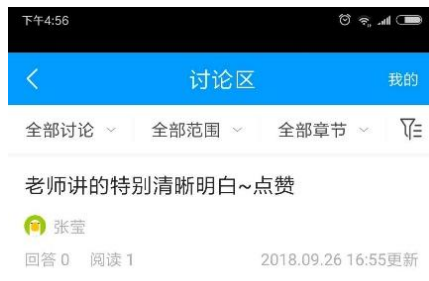 下午4:56
讨论区 我的
全部讨论 全部范围 全部章节
老师讲的特别清晰明白~点赞
张莹
回答 0 阅读 1 2018.09.26 16:55更新